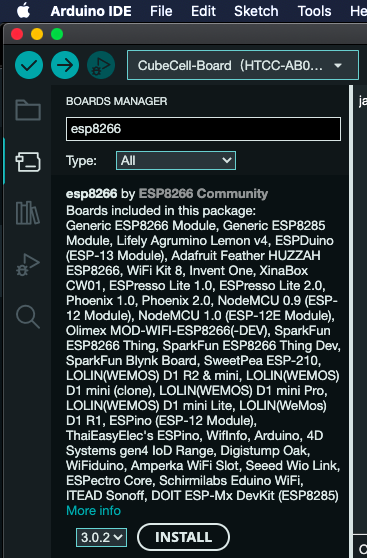 Arduino IDE File Edit Sketch Tools He
CubeCell-Board（HTCC-AB0...
BOARDS MANAGER
esp8266
Type: All
esp8266 by ESP8266 Community
Boards included in this package:
Generic ESP8266 Module, Generic ESP8285
Module, Lifely Agrumino Lemon v4, ESPDuino
(ESP-13 Module), Adafruit Feather HUZZAH
ESP8266, WiFi Kit 8, Invent One, XinaBox
CW01, ESPresso Lite 1.0, ESPresso Lite 2.0,
Phoenix 1.0, Phoenix 2.0, NodeMCU 0.9 (ESP-
12 Module), NodeMCU 1.0 (ESP-12E Module),
Olimex MOD-WIFI-ESP8266(-DEV), SparkFun
ESP8266 Thing, SparkFun ESP8266 Thing Dev,
SparkFun Blynk Board, SweetPea ESP-210,
LOLIN(WEMOS) D1 R2 & mini, LOLIN(WEMOS)
D1 mini (clone), LOLIN(WEMOS) D1 mini Pro,
LOLIN(WEMOS) D1 mini Lite, LOLIN(WeMos)
D1 R1, ESPino (ESP-12 Module),
ThaiEasyElec's ESPino, WifInfo, Arduino, 4D
Systems gen4 IoD Range, Digistump Oak,
WiFiduino, Amperka WiFi Slot, Seeed Wio Link,
ESPectro Core, Schirmilabs Eduino WiFi,
ITEAD Sonoff, DOIT ESP-Mx DevKit (ESP8285)
More info
3.0.2 INSTALL